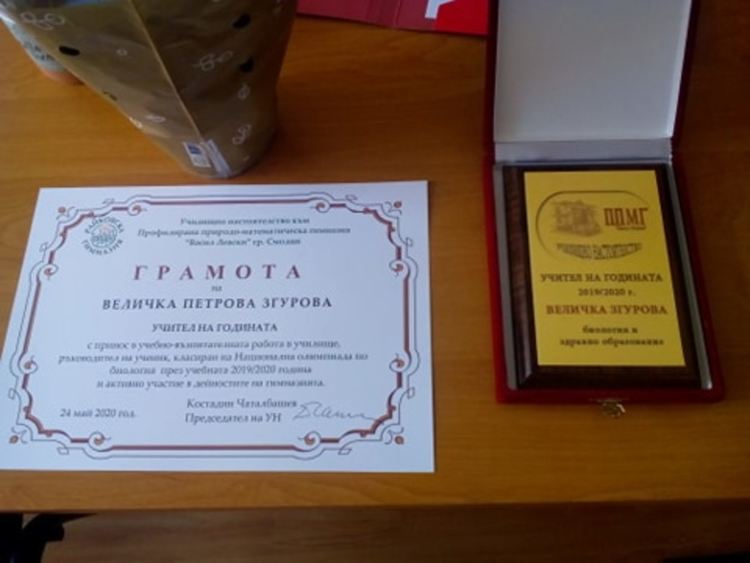 РАЙКОВСКА
ГИМНАЗИЯ
Училищно настоятелство към
Профилирана природо-математическа гимназия
"Васил Левски" гр. Смолян
ГРАМОТА
на
ВЕЛИЧКА ПЕТРОВА ЗГУРОВА
УЧИТЕЛ НА ГОДИНАТА
с принос в учебно-възпитателната работа в училище,
ръководител на ученик, класиран на Национална олимпиада по
биология през учебната 2019/2020 година
и активно участие в дейностите на гимназията.
24 май 2020 год.
Костадин Чаталбашев
Председател на УН
ППМГ
УЧИЛИЩНО НАСТОЯТЕЛСТВО
УЧИТЕЛ НА ГОДИНАТА
2019/2020 г.
ВЕЛИЧКА ЗГУРОВА
биология и
здравно образование